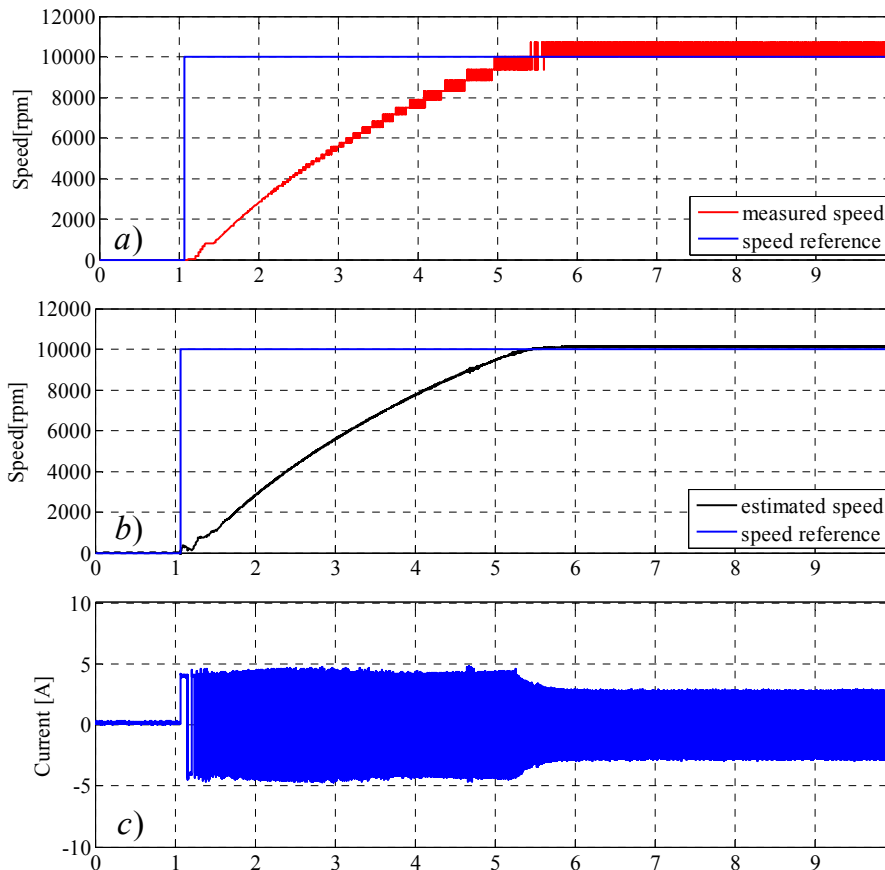 12000
10000
8000
6000
4000
2000
0
Speed[rpm]
a)
measured speed
speed reference
0 1 2 3 4 5 6 7 8 9
12000
10000
8000
6000
4000
2000
0
Speed[rpm]
b)
estimated speed
speed reference
0 1 2 3 4 5 6 7 8 9
10
5
0
-5
-10
Current [A]
c)
0 1 2 3 4 5 6 7 8 9